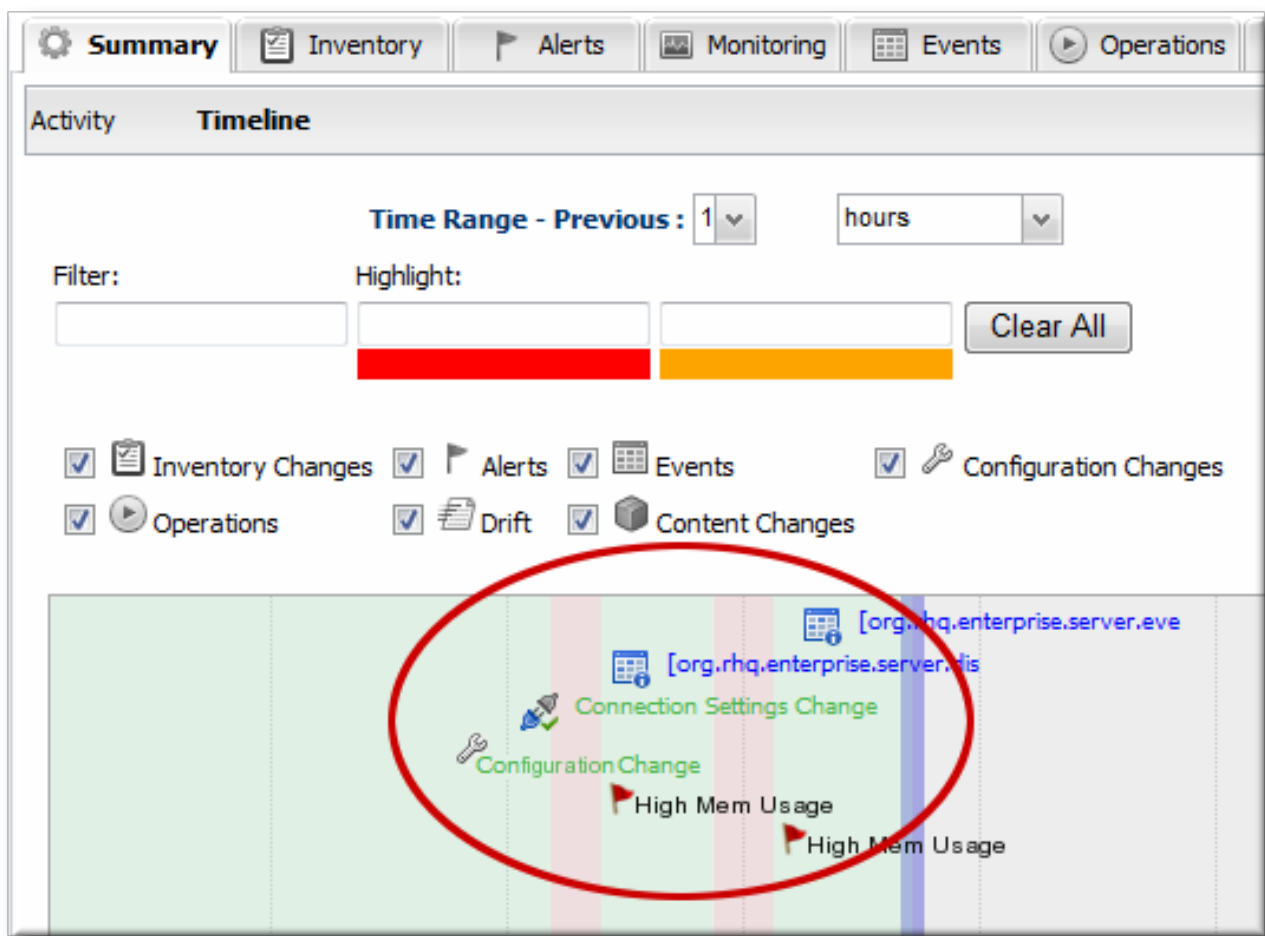 Summary Inventory Alerts Monitoring Events Operations
Activity Timeline
Time Range - Previous : 1 hours
Filter: Highlight:
Clear All
Inventory Changes Alerts Events Configuration Changes
Operations Drift Content Changes
[org.rhq.enterprise.server.eve
[org.rhq.enterprise.server.dis
Connection Settings Change
Configuration Change
High Mem Usage
High Mem Usage